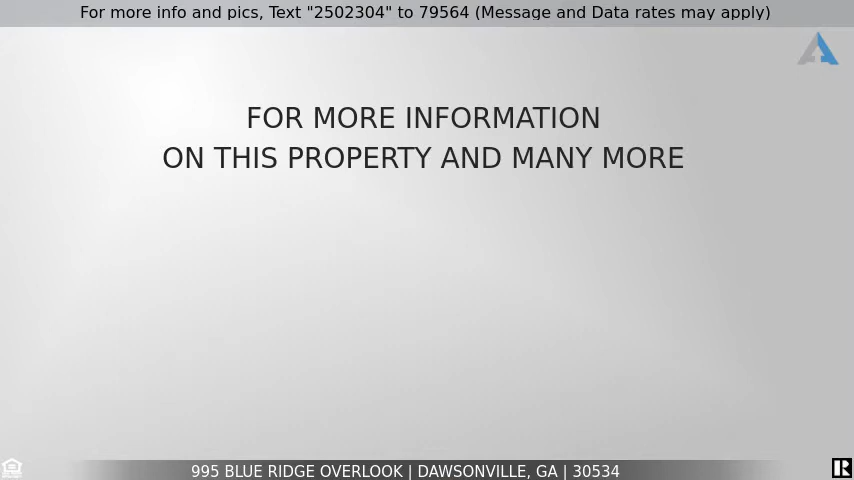 For more info and pics, Text "2502304" to 79564 (Message and Data rates may apply)
FOR MORE INFORMATION
ON THIS PROPERTY AND MANY MORE
995 BLUE RIDGE OVERLOOK | DAWSONVILLE, GA | 30534